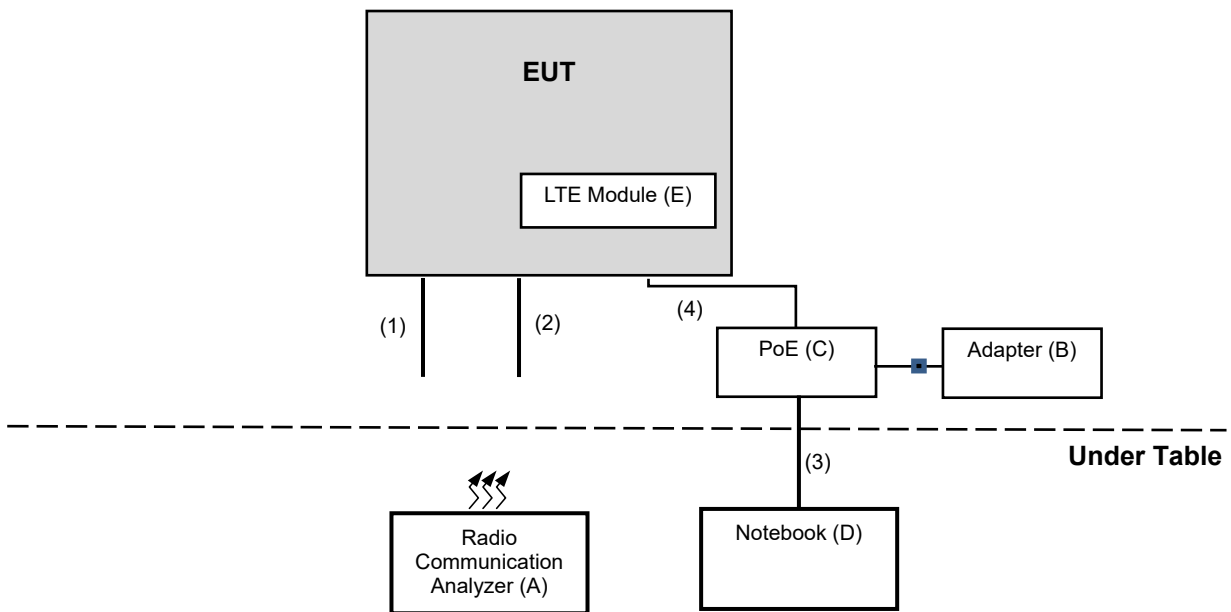 EUT
LTE Module (E)
(1)
(2)
(4)
PoE (C)
Adapter (B)
Under Table
(3)
Radio
Communication
Analyzer (A)
Notebook (D)